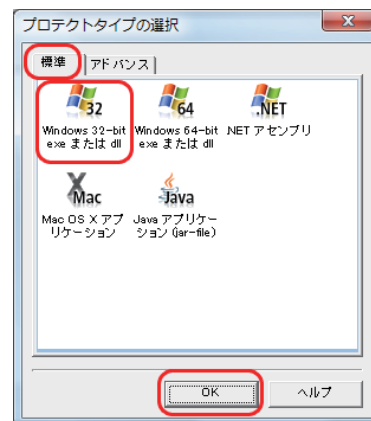 プロテクトタイプの選択
標準 アドバンス
32 64 .NET
Windows 32-bit Windows 64-bit .NET アセンブリ
exe または dll exe または dll
Mac Java
Mac OS X アプ Java アプリケー
リケーション ション (jar-file)
OK ヘルプ